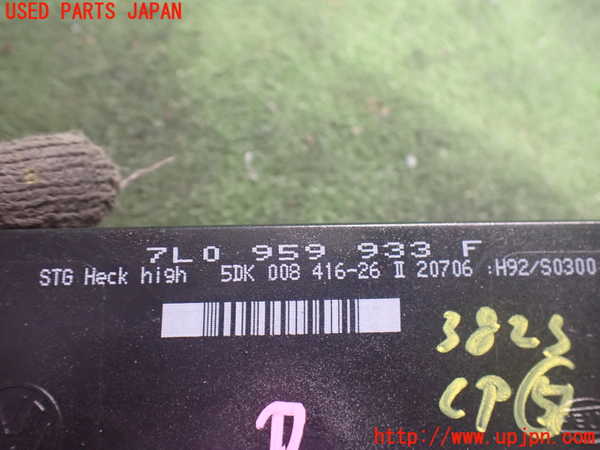 USED PARTS JAPAN
7L0 959 933 F
STG Heck high 5DK 008 416-26 II 20706 :H92/S0300
3823
CP
D
http://www.upjpn.com/